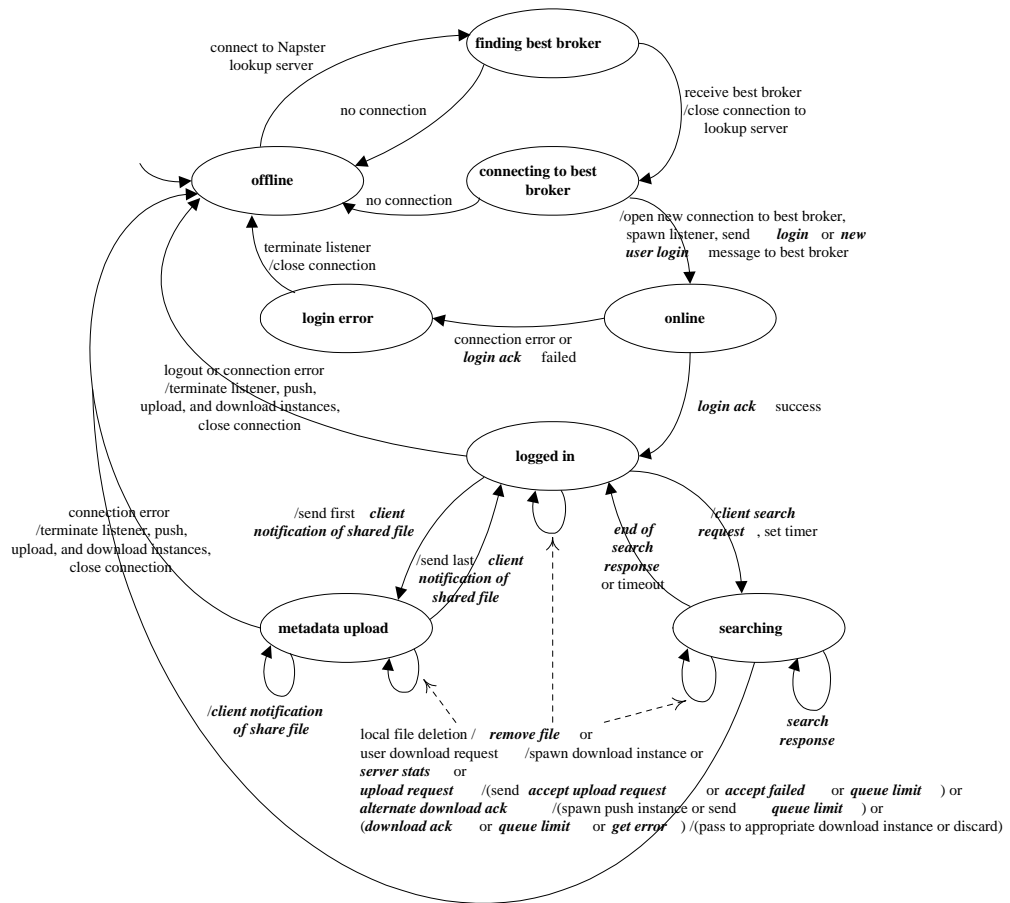 finding best broker
connect to Napster
lookup server
receive best broker
/close connection to
lookup server
no connection
offline
connecting to best
broker
no connection
/open new connection to best broker,
spawn listener, send login or new
user login message to best broker
terminate listener
/close connection
login error
online
connection error or
login ack failed
logout or connection error
/terminate listener, push,
upload, and download instances,
close connection
login ack success
logged in
connection error
/terminate listener, push,
upload, and download instances,
close connection
/send first client
notification of shared file
/send last client
notification of
shared file
end of
search
response
or timeout
/client search
request , set timer
metadata upload
searching
/client notification
of share file
search
response
local file deletion / remove file or
user download request /spawn download instance or
server stats or
upload request /(send accept upload request or accept failed or queue limit ) or
alternate download ack /(spawn push instance or send queue limit ) or
(download ack or queue limit or get error ) /(pass to appropriate download instance or discard)